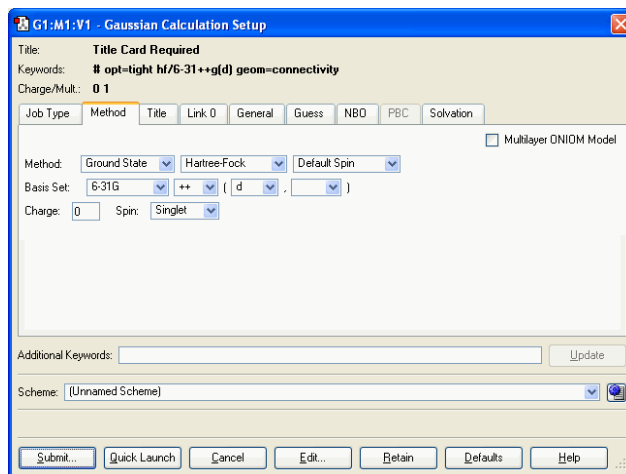 G1:M1:V1 - Gaussian Calculation Setup
Title: Title Card Required
Keywords: # opt=tight hf/6-31++g(d) geom=connectivity
Charge/Mult.: 0 1
Job Type Method Title Link 0 General Guess NBO PBC Solvation
Multilayer ONIOM Model
Method: Ground State Hartree-Fock Default Spin
Basis Set: 6-31G ++ ( d , )
Charge: 0 Spin: Singlet
Additional Keywords: Update
Scheme: (Unnamed Scheme)
Submit... Quick Launch Cancel Edit... Retain Defaults Help